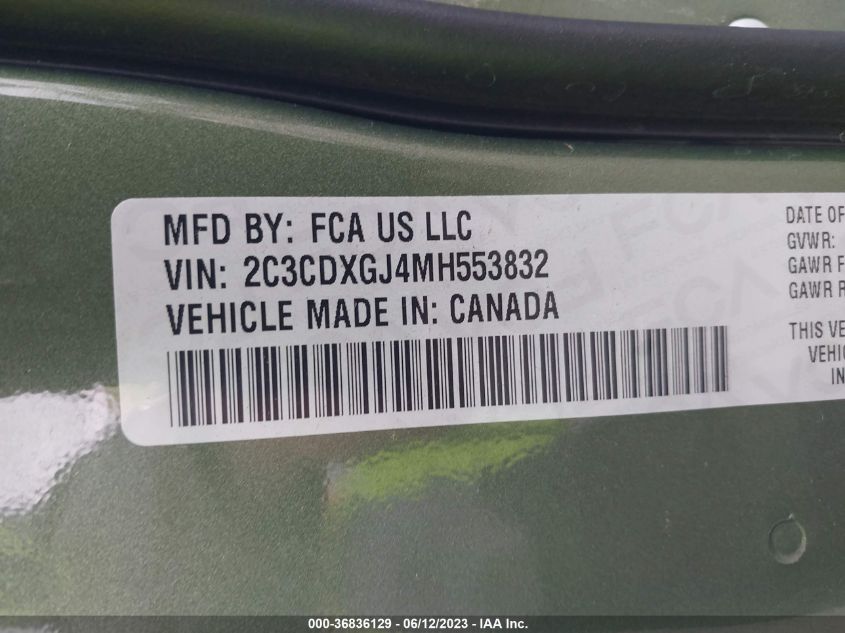 MFD BY: FCA US LLC
VIN: 2C3CDXGJ4MH553832
VEHICLE MADE IN: CANADA
DATE OF
GVWR:
GAWR F
GAWR R
THIS VE
VEHIC
IN
000-36836129 - 06/12/2023 - IAA Inc.